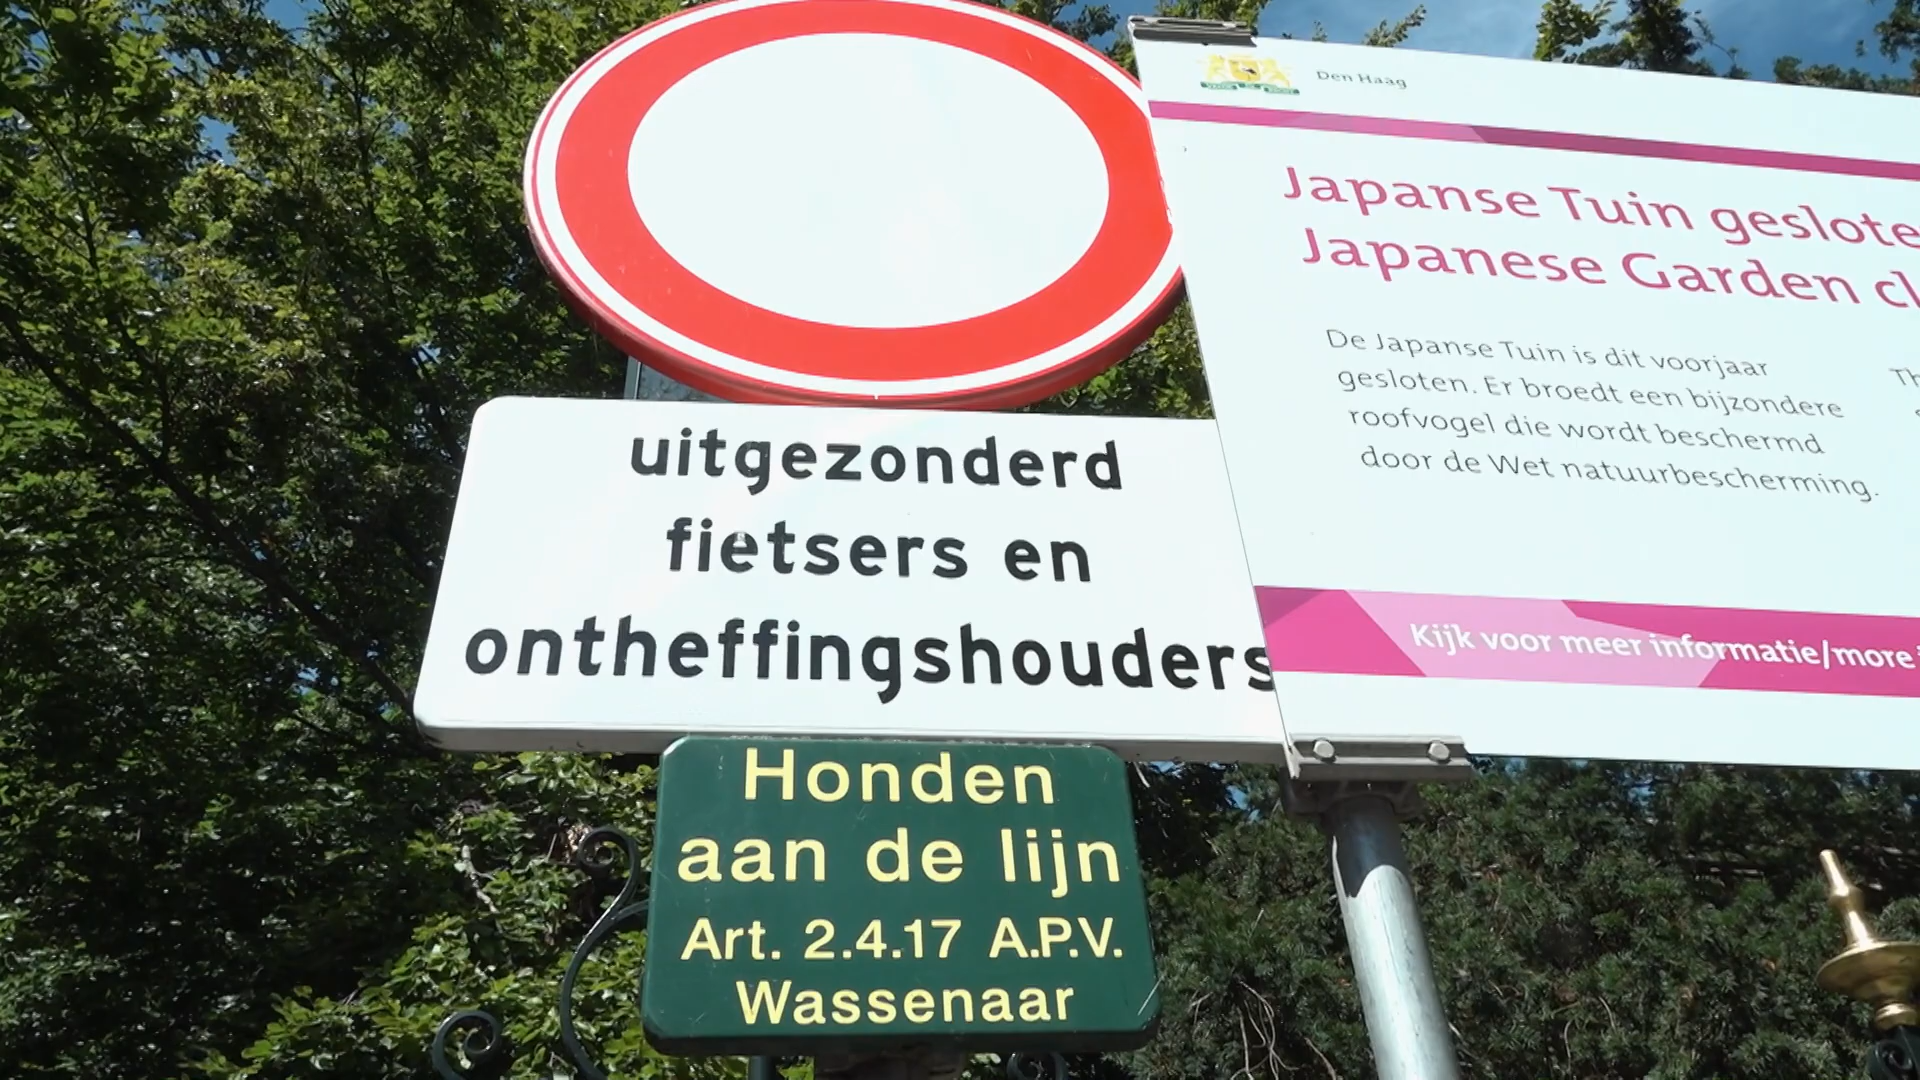 Den Haag
Japanse Tuin geslote
Japanese Garden cl
De Japanse Tuin is dit voorjaar
gesloten. Er broedt een bijzondere
roofvogel die wordt beschermd
door de Wet natuurbescherming.
Th
Kijk voor meer informatie/more
uitgezonderd
fietsers en
ontheffingshouders
Honden
aan de lijn
Art. 2.4.17 A.P.V.
Wassenaar